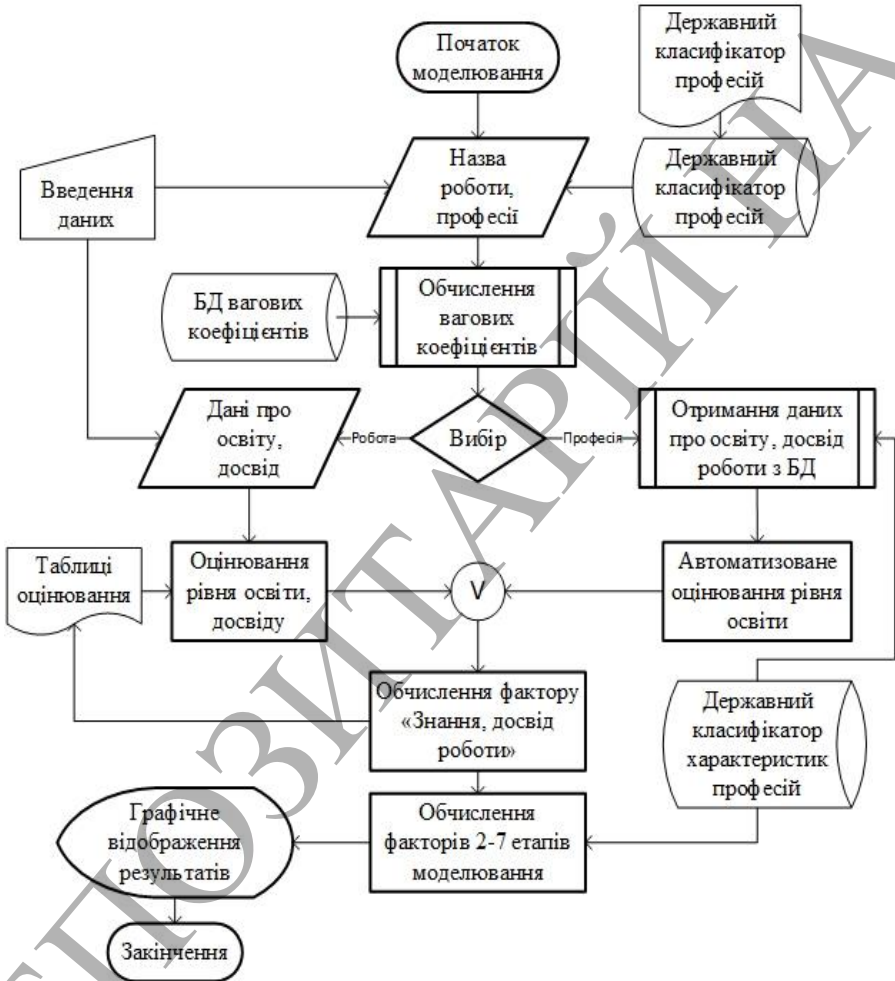 Початок
моделювання
Державний
класифікатор
професій
Введення
даних
Назва
роботи,
професії
Державний
класифікатор
професій
БД вагових
коефіцієнтів
Обчислення
вагових
коефіцієнтів
Дані про
освіту,
досвід
Робота
Вибір
Професія
Отримання даних
про освіту, досвід
роботи з БД
Таблиці
оцінювання
Оцінювання
рівня освіти,
досвіду
V
Автоматизоване
оцінювання рівня
освіти
Обчислення фактору
«Знання, досвід
роботи»
Державний
класифікатор
характеристик
професій
Графічне
відображення
результатів
Обчислення
факторів 2-7 етапів
моделювання
Закінчення
ЕПОЗИТАРІЙ НА